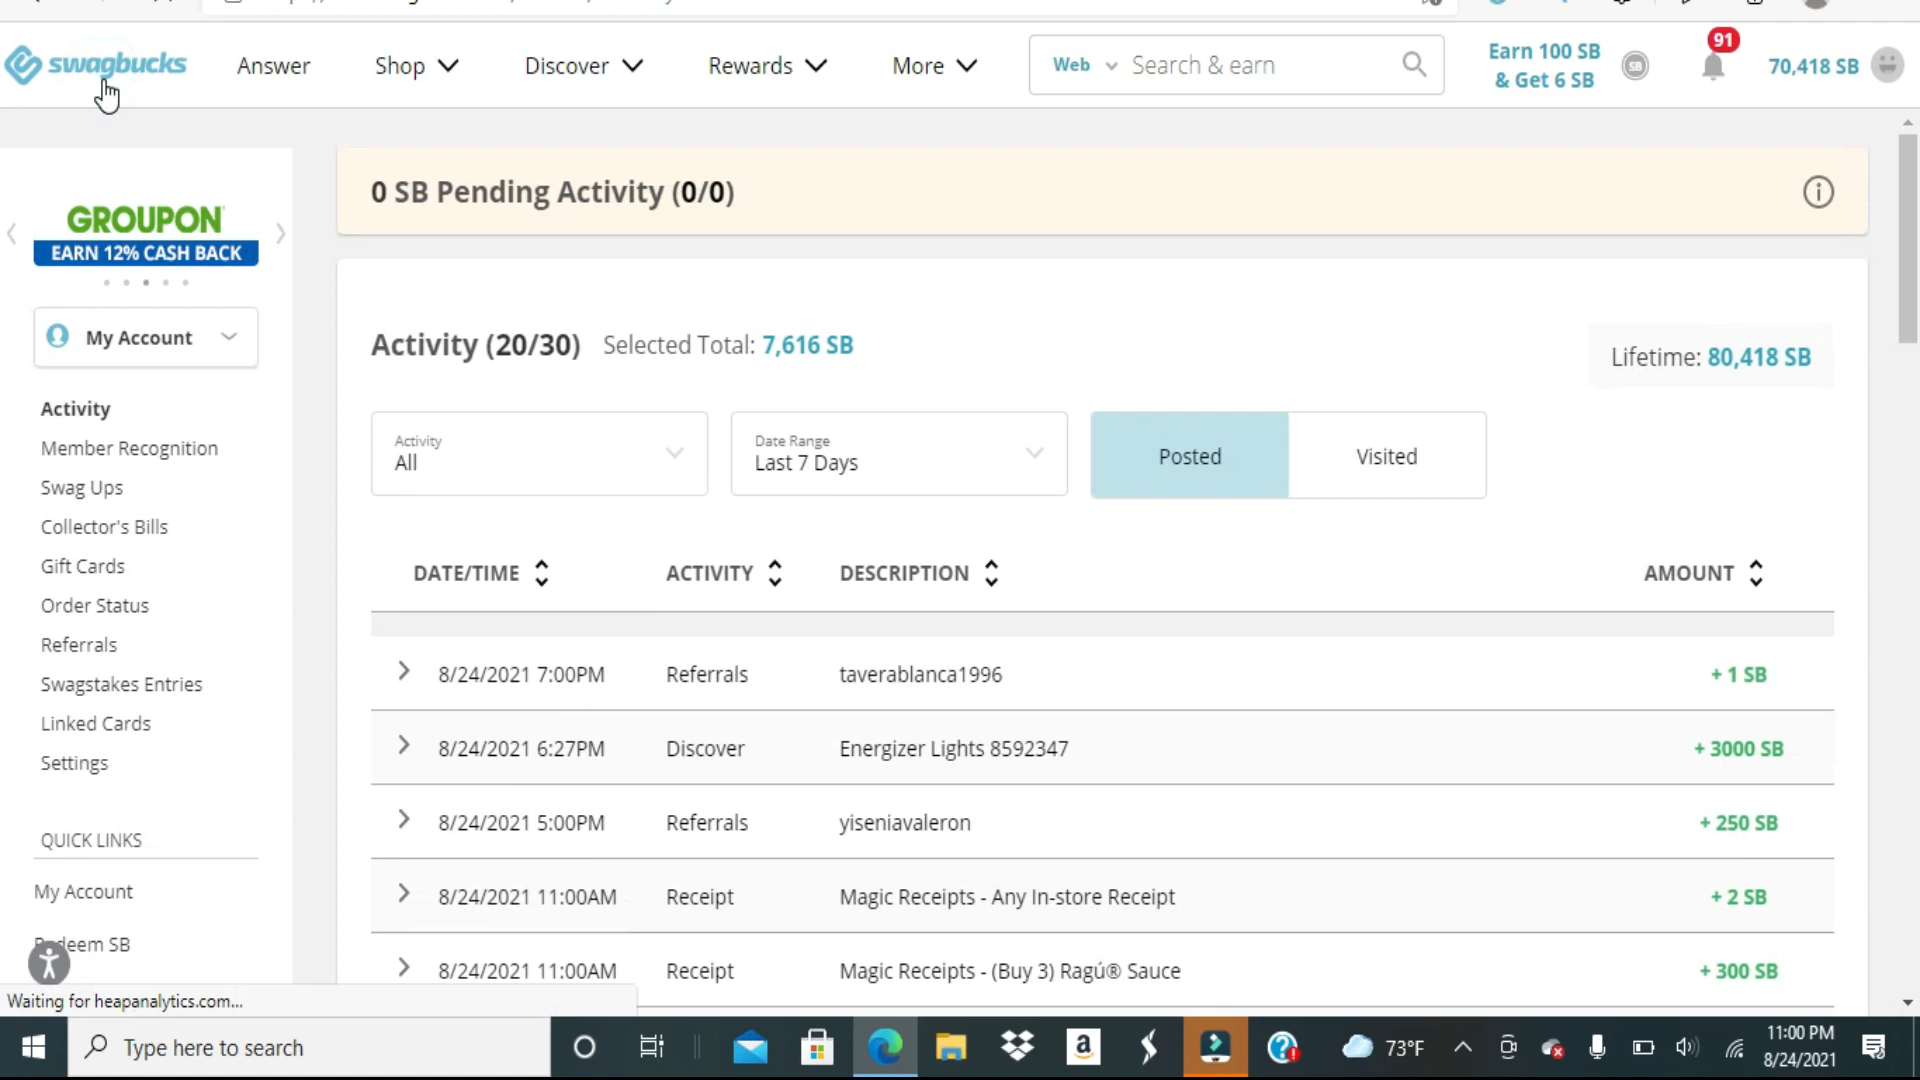 swagbucks Answer Shop Discover Rewards More Web Search & earn Earn 100 SB 91 70,418 SB
& Get 6 SB SB
0 SB Pending Activity (0/0)
GROUPON
EARN 12% CASH BACK
My Account
Activity (20/30) Selected Total: 7,616 SB
Lifetime: 80,418 SB
Activity
Member Recognition
Swag Ups
Collector's Bills
Gift Cards
Order Status
Referrals
Swagstakes Entries
Linked Cards
Settings
QUICK LINKS
My Account
Redeem SB
Activity
All
Date Range
Last 7 Days
Posted
Visited
DATE/TIME ACTIVITY DESCRIPTION AMOUNT
8/24/2021 7:00PM Referrals taverablanca1996 + 1 SB
8/24/2021 6:27PM Discover Energizer Lights 8592347 + 3000 SB
8/24/2021 5:00PM Referrals yiseniavaleron + 250 SB
8/24/2021 11:00AM Receipt Magic Receipts - Any In-store Receipt + 2 SB
8/24/2021 11:00AM Receipt Magic Receipts - (Buy 3) Ragú® Sauce + 300 SB
Waiting for heapanalytics.com...
Type here to search
73°F
11:00 PM
8/24/2021